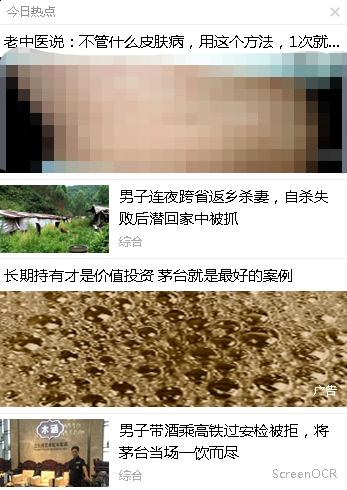 今日热点
老中医说：不管什么皮肤病，用这个方法，1次就...
男子连夜跨省返乡杀妻，自杀失
败后潜回家中被抓
综合
长期持有才是价值投资 茅台就是最好的案例
广告
木涵
男子带酒乘高铁过安检被拒，将
茅台当场一饮而尽
综合
ScreenOCR